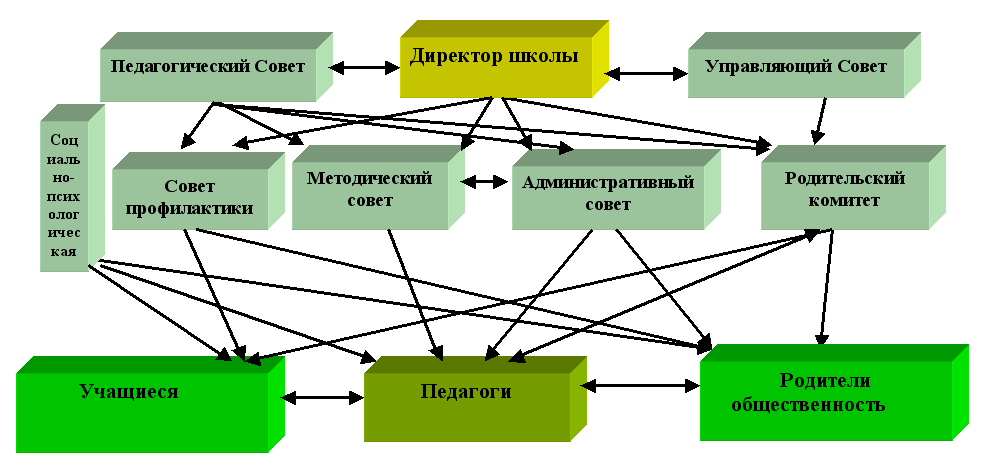 Педагогический Совет
Директор школы
Управляющий Совет
Соц
иаль
но-
псих
олог
ичес
кая
Совет
профилактики
Методический
совет
Административный
совет
Родительский
комитет
Учащиеся
Педагоги
Родители
общественность